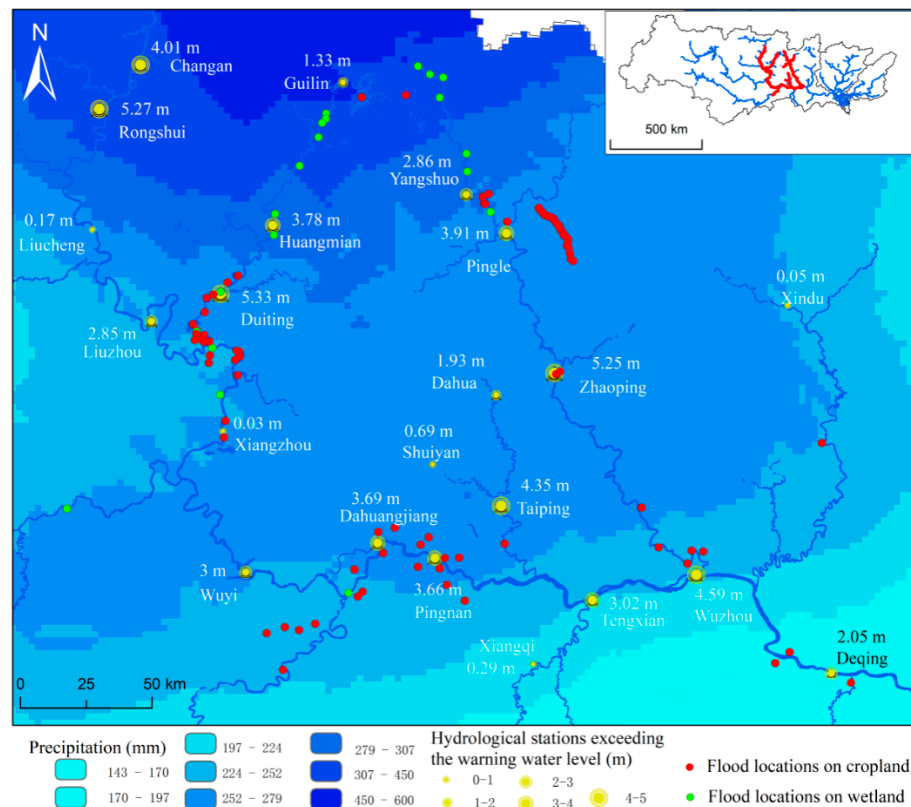 N
4.01 m
Changan
1.33 m
Guilin
500 km
5.27 m
Rongshui
2.86 m
Yangshuo
0.17 m
Liucheng
3.78 m
Huangmian
3.91 m
Pingle
0.05 m
Xindu
5.33 m
Duiting
2.85 m
Liuzhou
1.93 m
Dahua
5.25 m
Zhaoping
0.03 m
Xiangzhou
0.69 m
Shuiyan
4.35 m
Taiping
3.69 m
Dahuangjiang
3 m
Wuyi
3.66 m
Pingnan
3.02 m
Tengxian
4.59 m
Wuzhou
Xiangqi
0.29 m
2.05 m
Deqing
0 25 50 km
Precipitation (mm)
143 - 170
170 - 197
197 - 224
224 - 252
252 - 279
279 - 307
307 - 450
450 - 600
Hydrological stations exceeding
the warning water level (m)
0-1
1-2
2-3
3-4
4-5
Flood locations on cropland
Flood locations on wetland